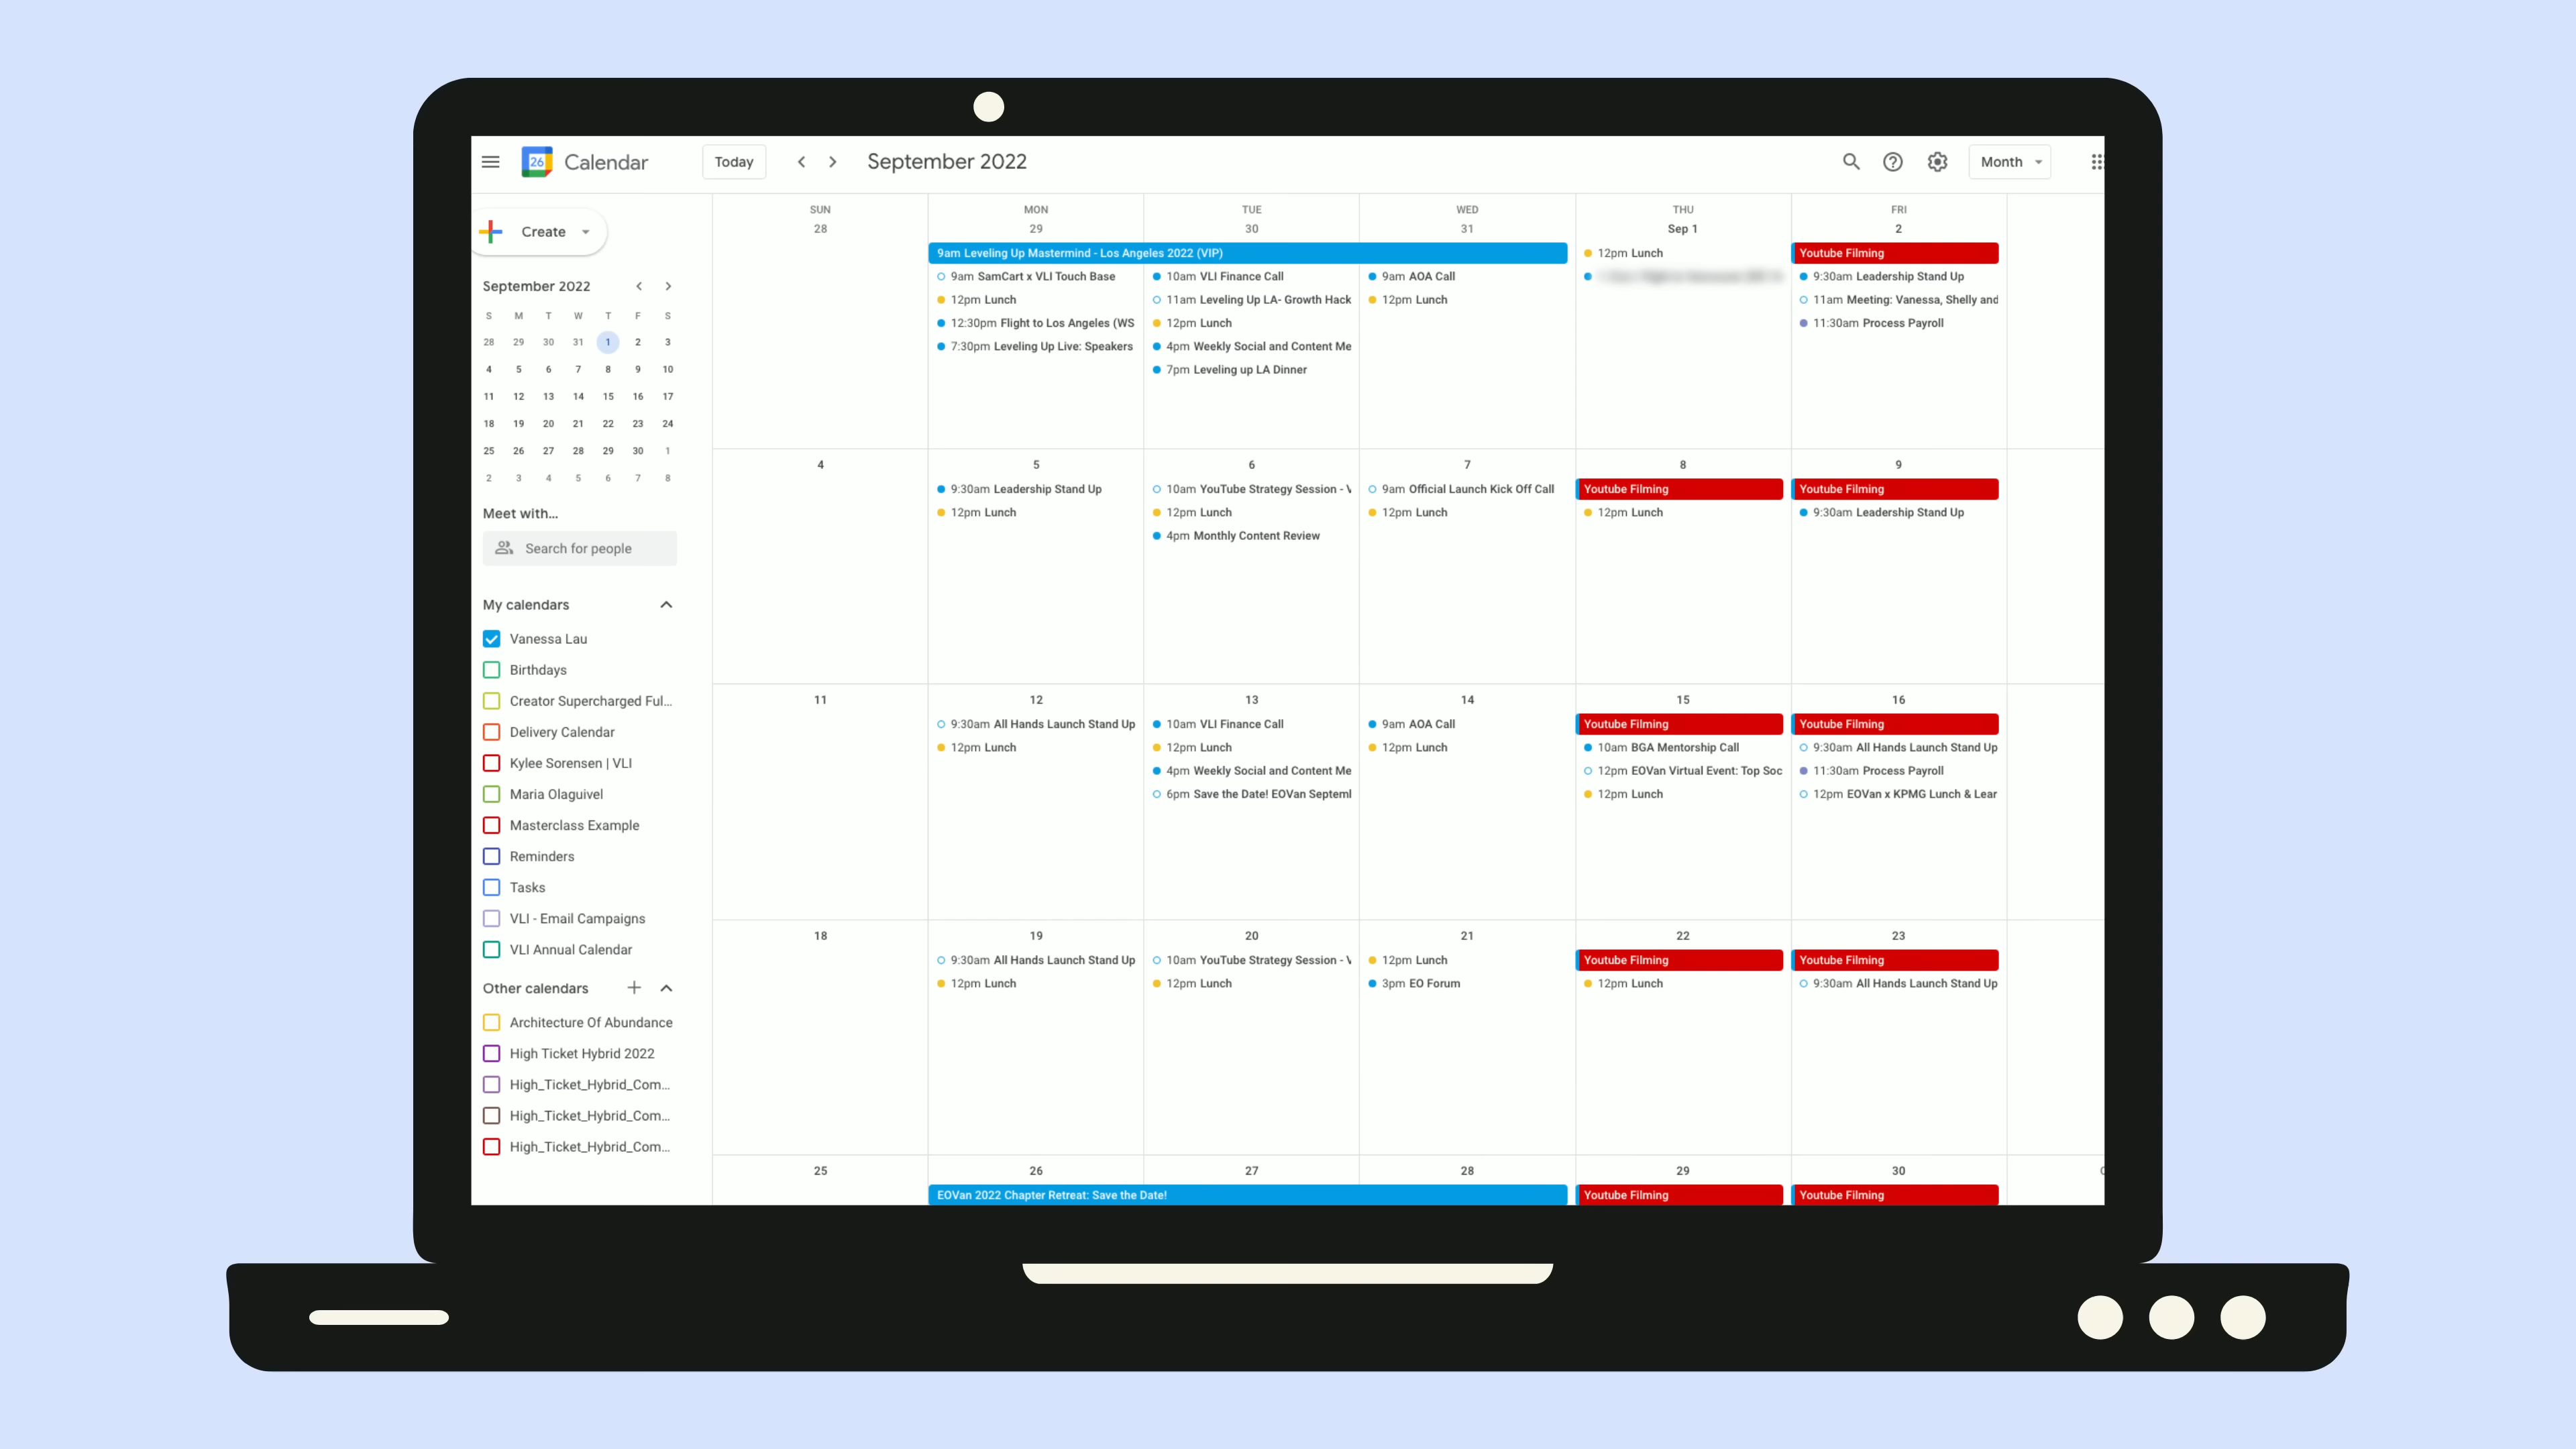 26 Calendar Today September 2022 Month
Create
September 2022
S M T W T F S
28 29 30 31 1 2 3
4 5 6 7 8 9 10
11 12 13 14 15 16 17
18 19 20 21 22 23 24
25 26 27 28 29 30 1
2 3 4 5 6 7 8
Meet with...
Search for people
My calendars
Vanessa Lau
Birthdays
Creator Supercharged Ful...
Delivery Calendar
Kylee Sorensen | VLI
Maria Olaguivel
Masterclass Example
Reminders
Tasks
VLI - Email Campaigns
VLI Annual Calendar
Other calendars
Architecture Of Abundance
High Ticket Hybrid 2022
High_Ticket_Hybrid_Com...
High_Ticket_Hybrid_Com...
High_Ticket_Hybrid_Com...
SUN MON TUE WED THU FRI
28 29 30 31 Sep 1 2
9am Leveling Up Mastermind - Los Angeles 2022 (VIP)
9am SamCart x VLI Touch Base
12pm Lunch
12:30pm Flight to Los Angeles (WS
7:30pm Leveling Up Live: Speakers
10am VLI Finance Call
11am Leveling Up LA- Growth Hack
12pm Lunch
4pm Weekly Social and Content Me
7pm Leveling up LA Dinner
9am AOA Call
12pm Lunch
12pm Lunch
Youtube Filming
9:30am Leadership Stand Up
11am Meeting: Vanessa, Shelly and
11:30am Process Payroll
4 5 6 7 8 9
9:30am Leadership Stand Up
12pm Lunch
10am YouTube Strategy Session - V
12pm Lunch
4pm Monthly Content Review
9am Official Launch Kick Off Call
12pm Lunch
Youtube Filming
12pm Lunch
Youtube Filming
9:30am Leadership Stand Up
11 12 13 14 15 16
9:30am All Hands Launch Stand Up
12pm Lunch
10am VLI Finance Call
12pm Lunch
4pm Weekly Social and Content Me
6pm Save the Date! EOVan Septem
9am AOA Call
12pm Lunch
Youtube Filming
10am BGA Mentorship Call
12pm EOVan Virtual Event: Top Soc
12pm Lunch
Youtube Filming
9:30am All Hands Launch Stand Up
11:30am Process Payroll
12pm EOVan x KPMG Lunch & Lear
18 19 20 21 22 23
9:30am All Hands Launch Stand Up
12pm Lunch
10am YouTube Strategy Session - V
12pm Lunch
12pm Lunch
3pm EO Forum
Youtube Filming
12pm Lunch
Youtube Filming
9:30am All Hands Launch Stand Up
25 26 27 28 29 30
EOVan 2022 Chapter Retreat: Save the Date!
Youtube Filming
Youtube Filming